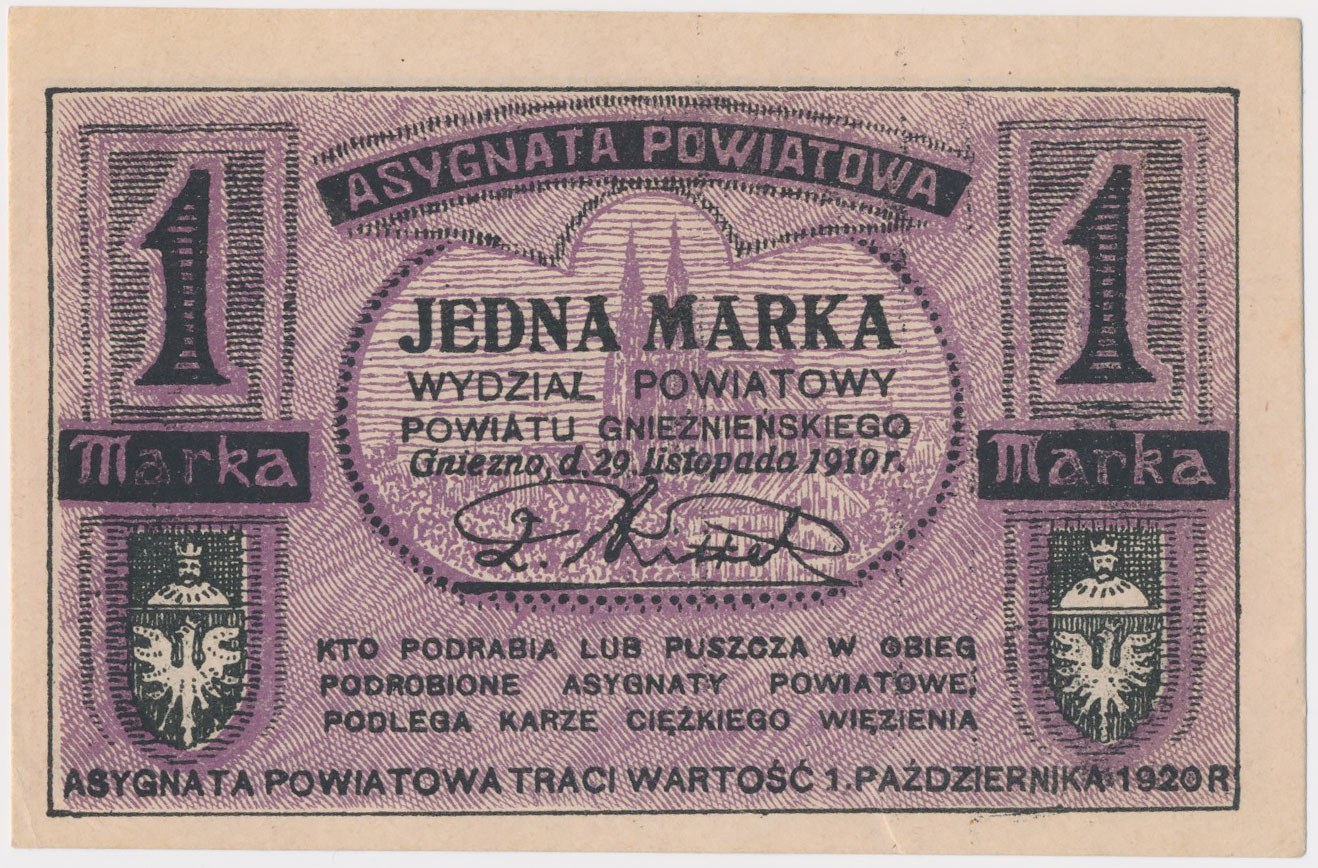 ASYGNATA POWIATOWA
1
1
JEDNA MARKA
WYDZIAŁ POWIATOWY
POWIATU GNIEŹNIEŃSKIEGO
Gniezno, d. 29. listopada 1919 r.
Marka
Marka
KTO PODRABIA LUB PUSZCZA W OBIEG
PODROBIONE ASYGNATY POWIATOWE,
PODLEGA KARZE CIĘŻKIEGO WIĘZIENIA
ASYGNATA POWIATOWA TRACI WARTOŚĆ 1. PAŹDZIERNIKA 1920 R